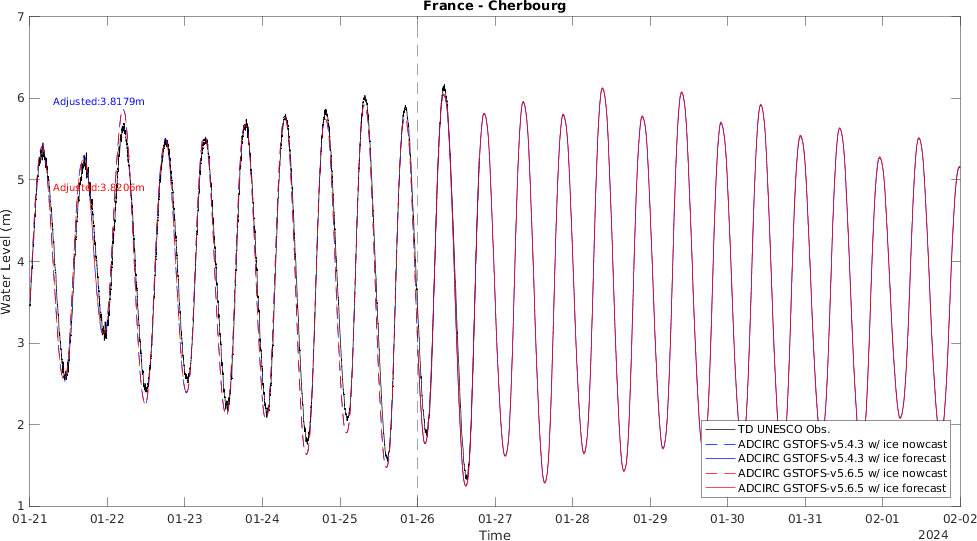 France - Cherbourg
7
6
5
4
3
2
1
Water Level (m)
Adjusted:3.8179m
Adjusted:3.8206m
TD UNESCO Obs.
ADCIRC GSTOFS-v5.4.3 w/ ice nowcast
ADCIRC GSTOFS-v5.4.3 w/ ice forecast
ADCIRC GSTOFS-v5.6.5 w/ ice nowcast
ADCIRC GSTOFS-v5.6.5 w/ ice forecast
01-21 01-22 01-23 01-24 01-25 01-26 01-27 01-28 01-29 01-30 01-31 02-01 02-02
Time
2024